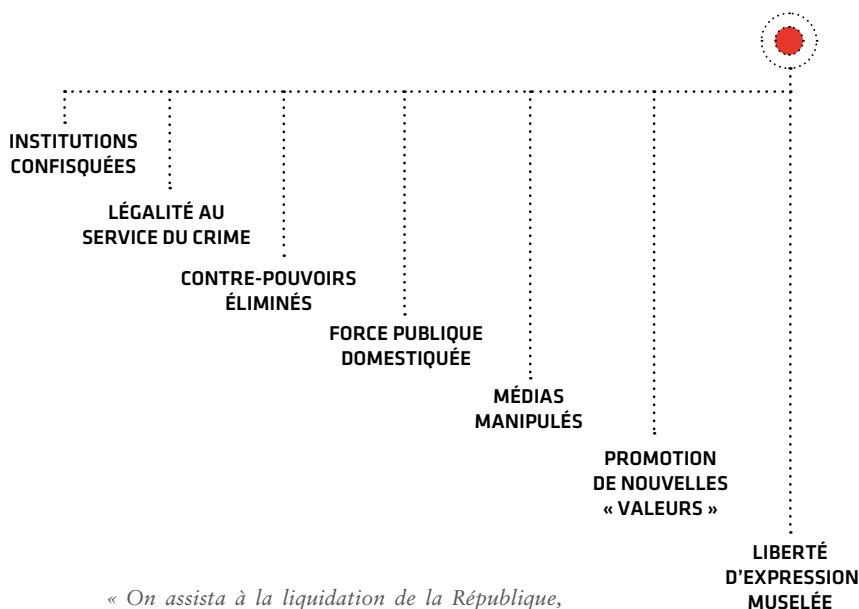 INSTITUTIONS
CONFISQUÉES
LÉGALITÉ AU
SERVICE DU CRIME
CONTRE-POUVOIRS
ÉLIMINÉS
FORCE PUBLIQUE
DOMESTIQUÉE
MÉDIAS
MANIPULÉS
PROMOTION
DE NOUVELLES
« VALEURS »
LIBERTÉ
D'EXPRESSION
MUSELÉE
« On assista à la liquidation de la République,